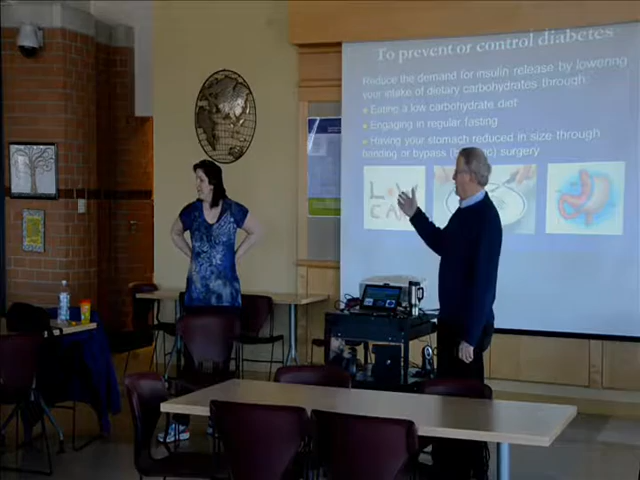 To prevent or control diabetes
Reduce the demand for insulin release by lowering
your intake of dietary carbohydrates through:
Eating a low carbohydrate diet
Engaging in regular fasting
Having your stomach reduced in size through
banding or bypass surgery